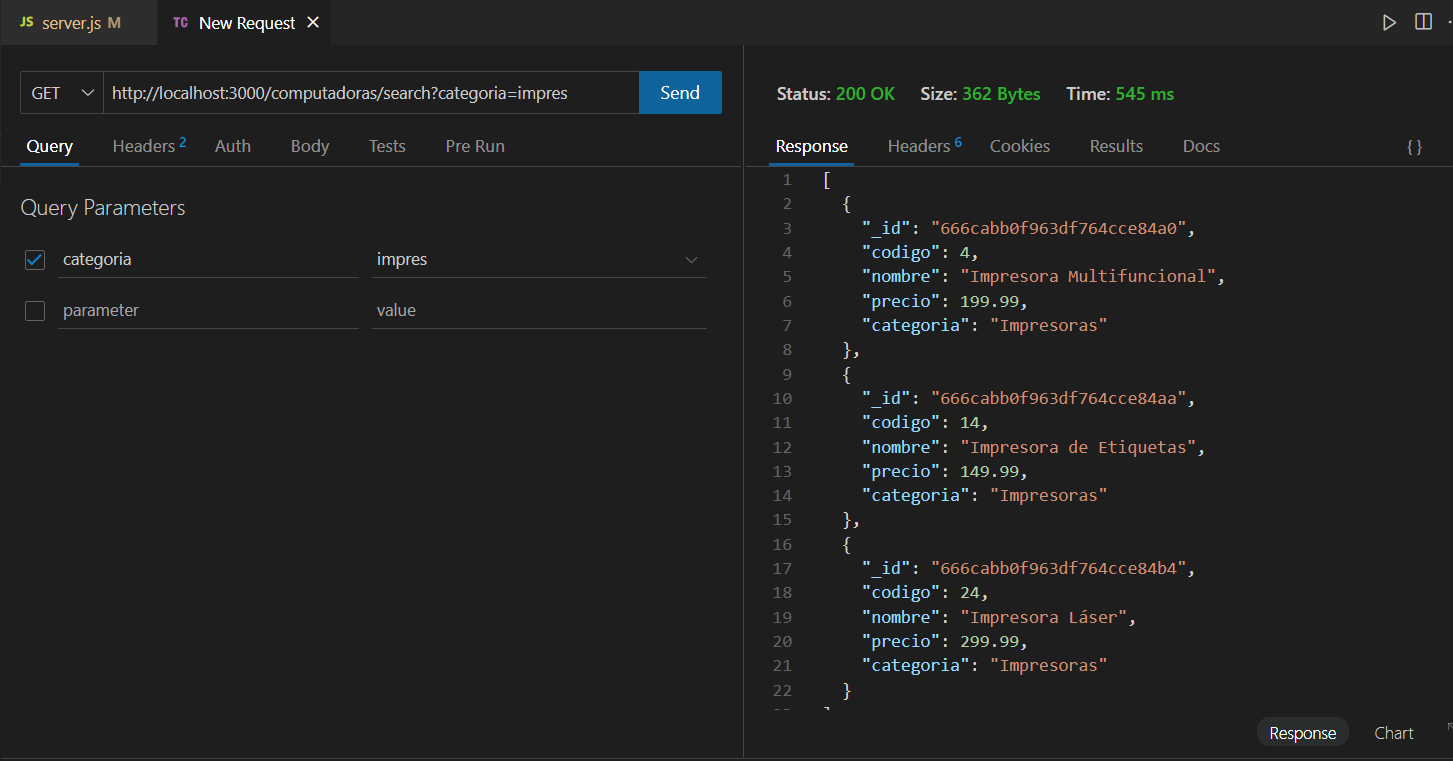 JS server.js M
TC New Request
GET http://localhost:3000/computadoras/search?categoria=impres Send
Query Headers 2 Auth Body Tests Pre Run
Query Parameters
categoria impres
parameter value
Status: 200 OK Size: 362 Bytes Time: 545 ms
Response Headers 6 Cookies Results Docs { }
1 [
2 {
3 "_id": "666cabb0f963df764cce84a0",
4 "codigo": 4,
5 "nombre": "Impresora Multifuncional",
6 "precio": 199.99,
7 "categoria": "Impresoras"
8 },
9 {
10 "_id": "666cabb0f963df764cce84aa",
11 "codigo": 14,
12 "nombre": "Impresora de Etiquetas",
13 "precio": 149.99,
14 "categoria": "Impresoras"
15 },
16 {
17 "_id": "666cabb0f963df764cce84b4",
18 "codigo": 24,
19 "nombre": "Impresora Láser",
20 "precio": 299.99,
21 "categoria": "Impresoras"
22 }
Response Chart